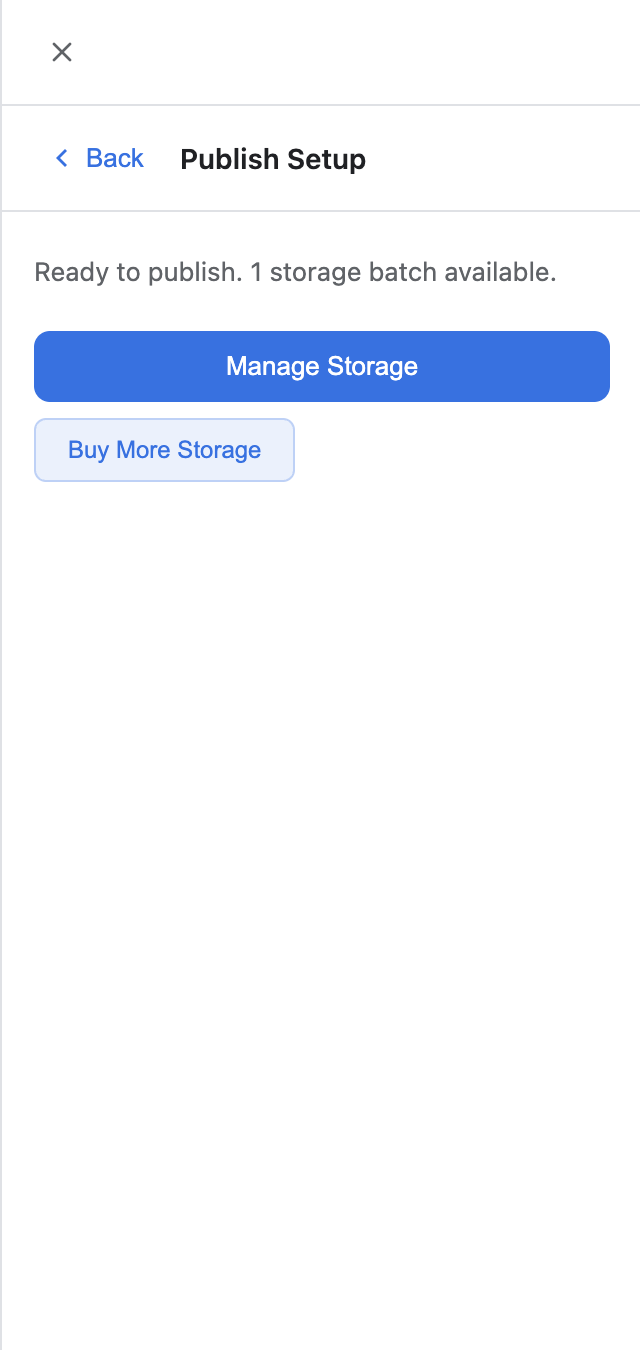 Back
Publish Setup
Ready to publish. 1 storage batch available.
Manage Storage
Buy More Storage